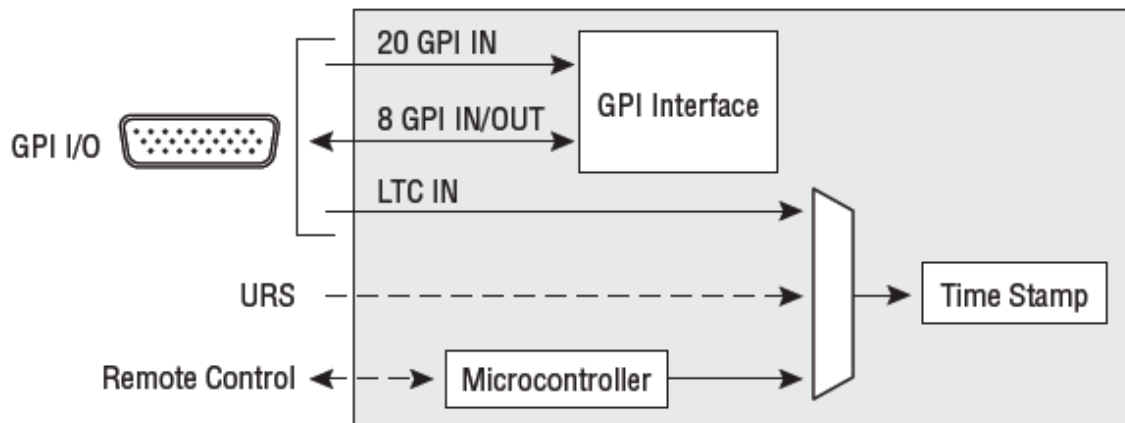 20 GPI IN
GPI Interface
8 GPI IN/OUT
GPI I/O
LTC IN
URS
Time Stamp
Remote Control
Microcontroller